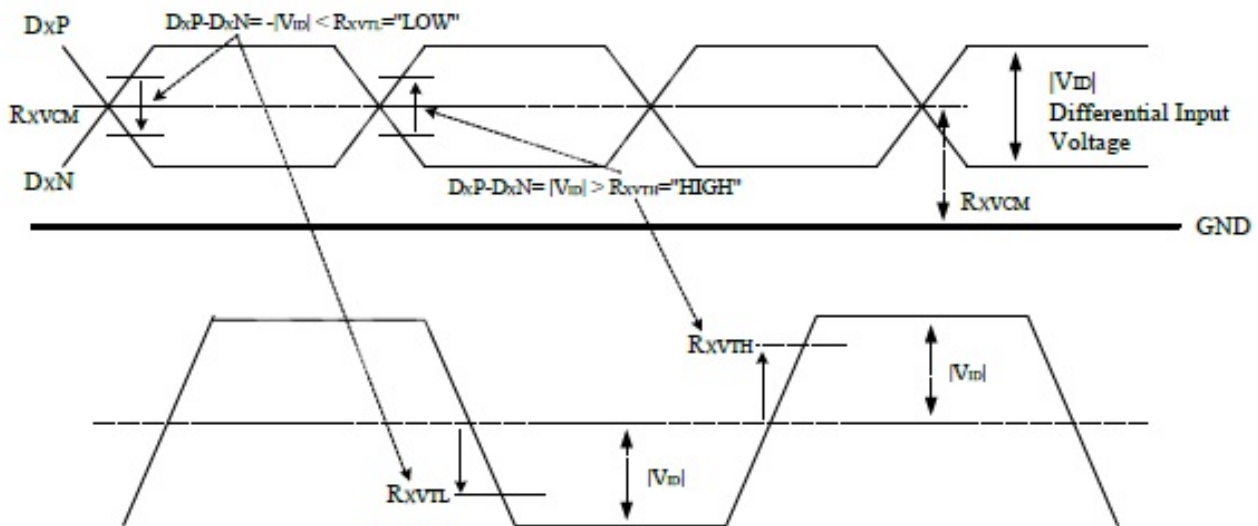 DxP
DxP-DxN= -|VID| < RXVTL="LOW"
|VID|
Differential Input
Voltage
RXVCM
DxN
DxP-DxN= |VID| > RXVTH="HIGH"
RXVCM
GND
RXVTH
|VID|
|VID|
RXVTL